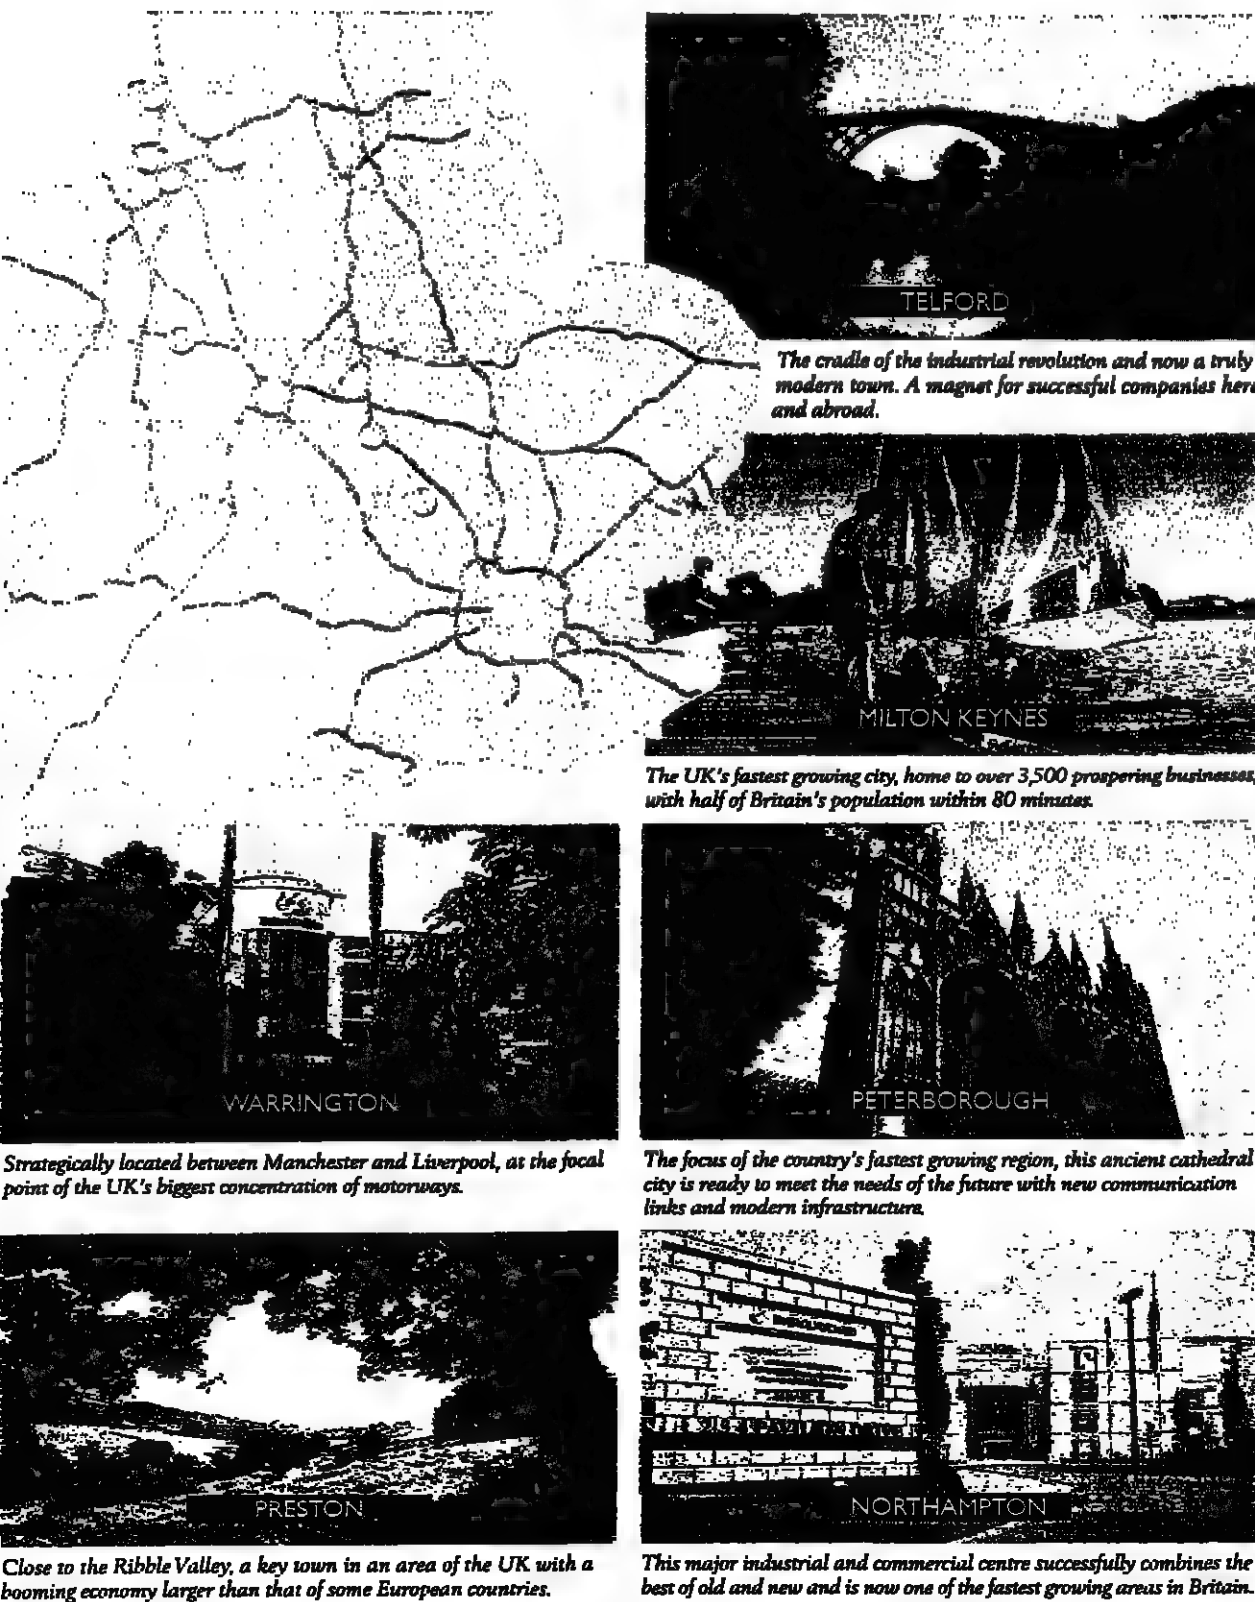 TELFORD
The cradle of the industrial revolution and now a truly
modern town. A magnet for successful companies here
and abroad.
MILTON KEYNES
The UK's fastest growing city, home to over 3,500 prospering businesses,
with half of Britain's population within 80 minutes.
WARRINGTON
Strategically located between Manchester and Liverpool, at the focal
point of the UK's biggest concentration of motorways.
PETERBOROUGH
The focus of the country's fastest growing region, this ancient cathedral
city is ready to meet the needs of the future with new communication
links and modern infrastructure.
PRESTON
Close to the Ribble Valley, a key town in an area of the UK with a
booming economy larger than that of some European countries.
NORTHAMPTON
This major industrial and commercial centre successfully combines the
best of old and new and is now one of the fastest growing areas in Britain.